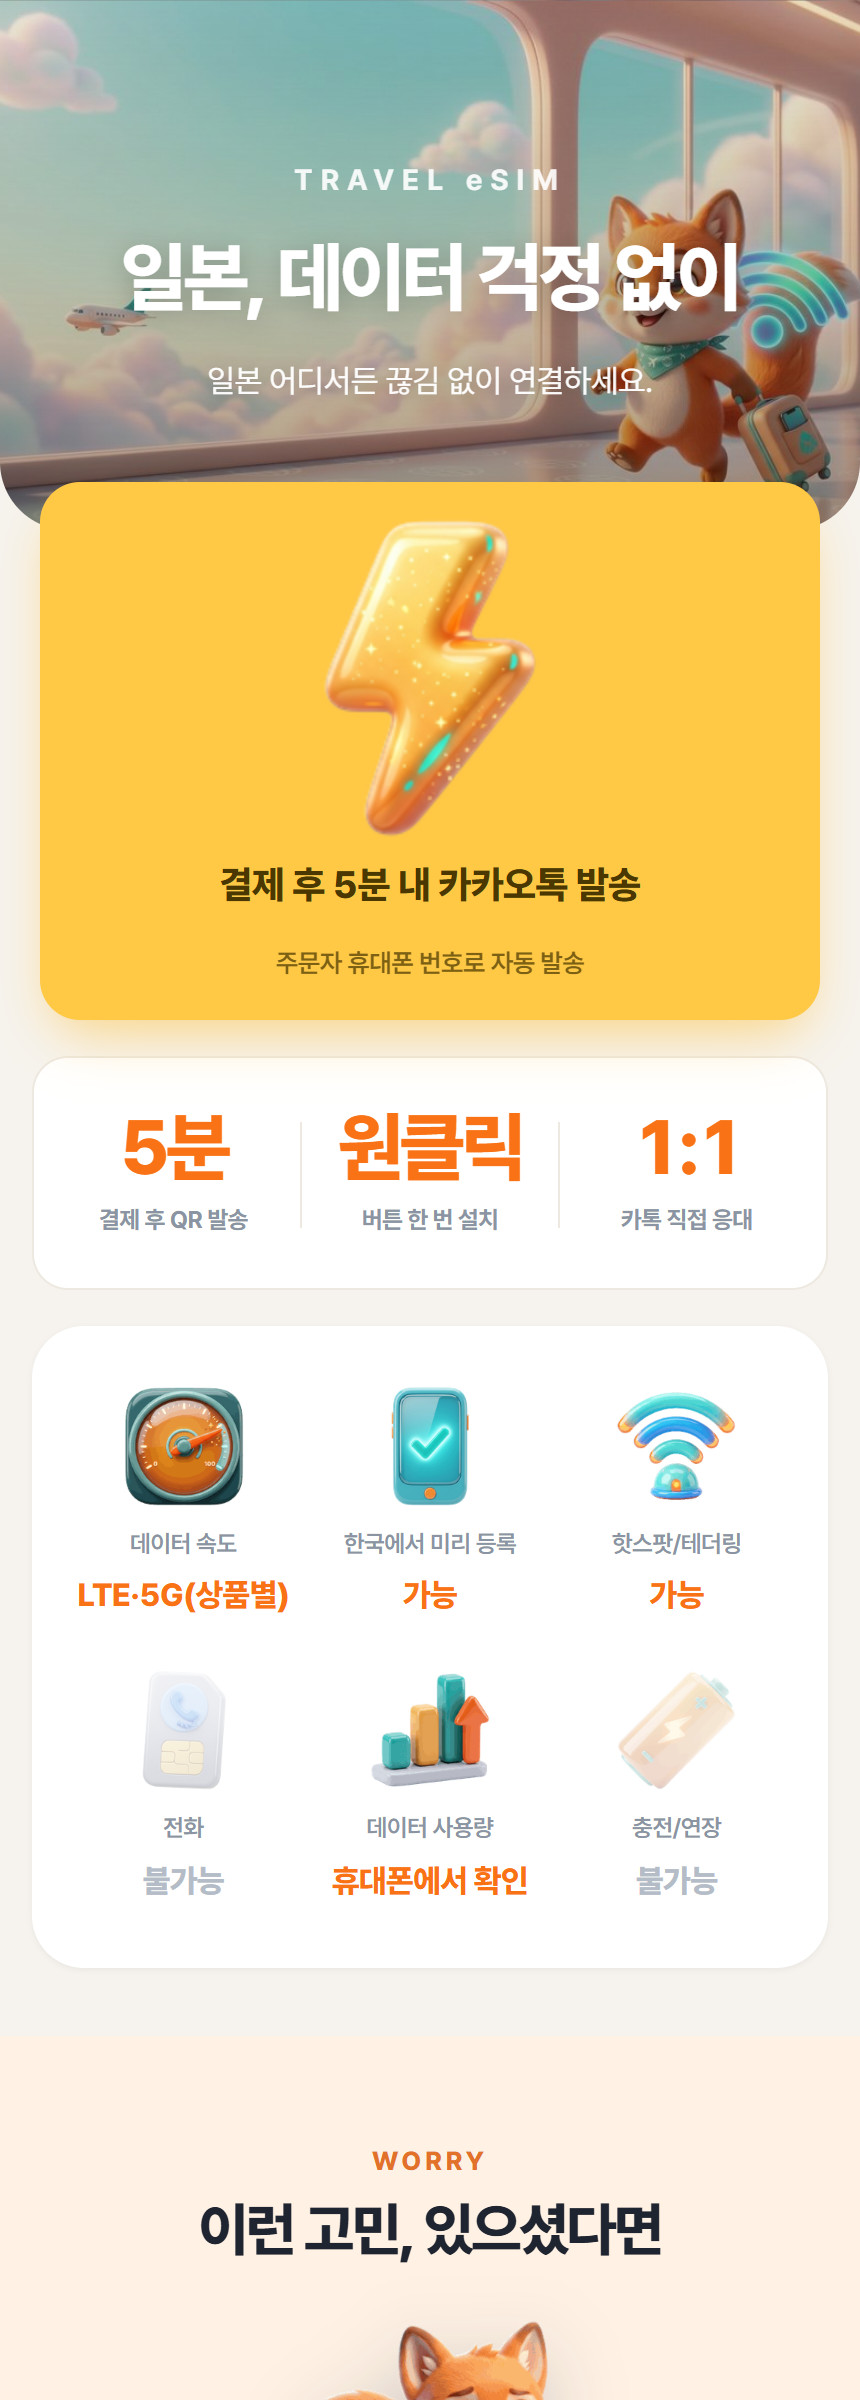 TRAVEL eSIM
일본, 데이터 걱정 없이
일본 어디서든 끊김 없이 연결하세요.
결제 후 5분 내 카카오톡 발송
주문자 휴대폰 번호로 자동 발송
5분
결제 후 QR 발송
원클릭
버튼 한 번 설치
1:1
카톡 직접 응대
0 100
데이터 속도
LTE·5G(상품별)
한국에서 미리 등록
가능
핫스팟/테더링
가능
전화
불가능
데이터 사용량
휴대폰에서 확인
충전/연장
불가능
WORRY
이런 고민, 있으셨다면